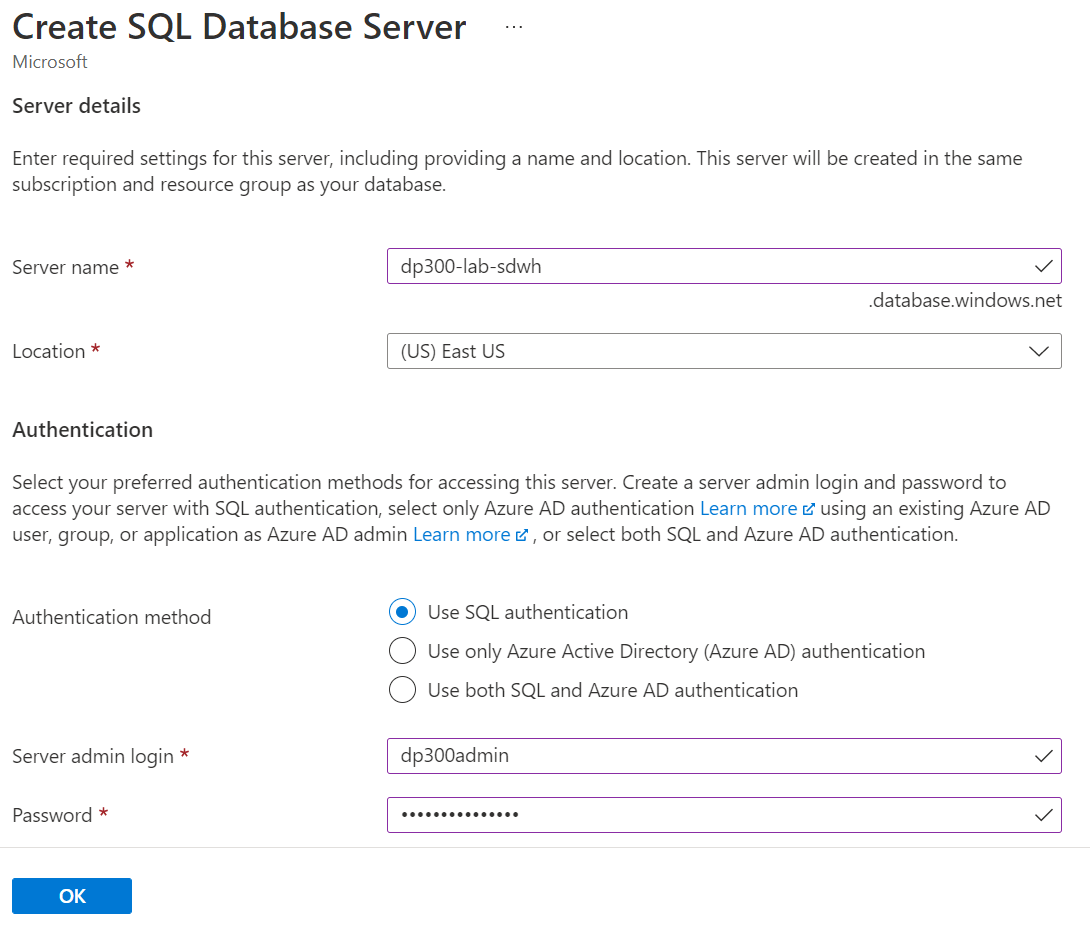 Create SQL Database Server ...
Microsoft
Server details
Enter required settings for this server, including providing a name and location. This server will be created in the same
subscription and resource group as your database.
Server name *
dp300-lab-sdwh
.database.windows.net
Location *
(US) East US
Authentication
Select your preferred authentication methods for accessing this server. Create a server admin login and password to
access your server with SQL authentication, select only Azure AD authentication Learn more using an existing Azure AD
user, group, or application as Azure AD admin Learn more , or select both SQL and Azure AD authentication.
Authentication method
Use SQL authentication
Use only Azure Active Directory (Azure AD) authentication
Use both SQL and Azure AD authentication
Server admin login *
dp300admin
Password *
•••••••••••••••
OK